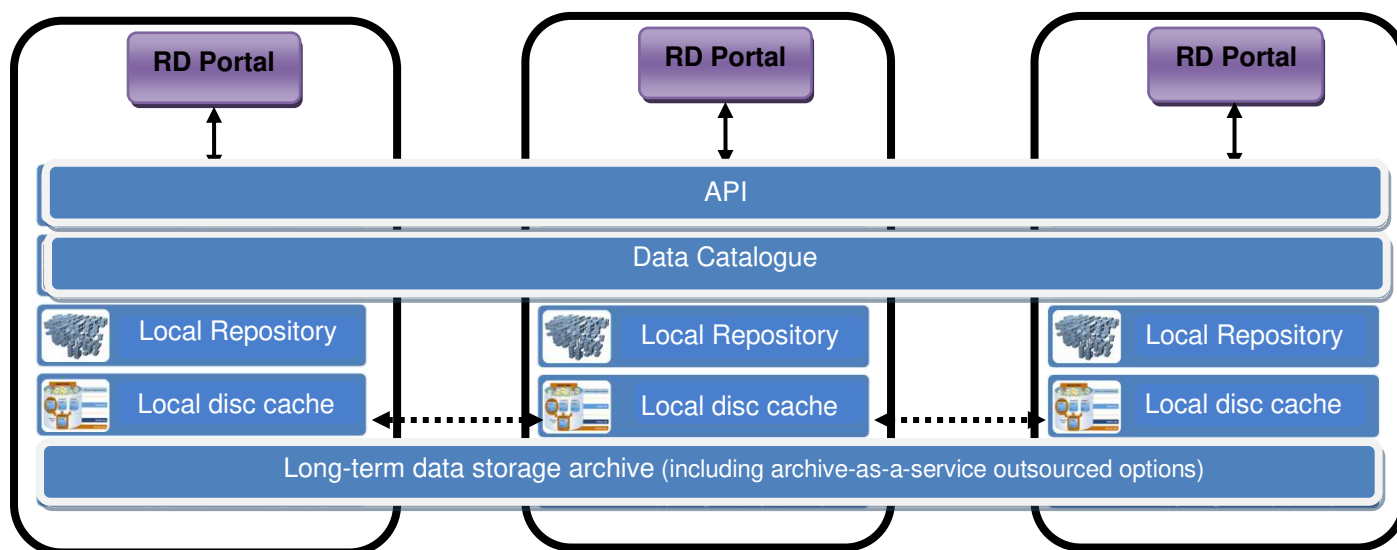 RD Portal
RD Portal
RD Portal
API
Data Catalogue
Local Repository
Local Repository
Local Repository
Local disc cache
Local disc cache
Local disc cache
Long-term data storage archive (including archive-as-a-service outsourced options)